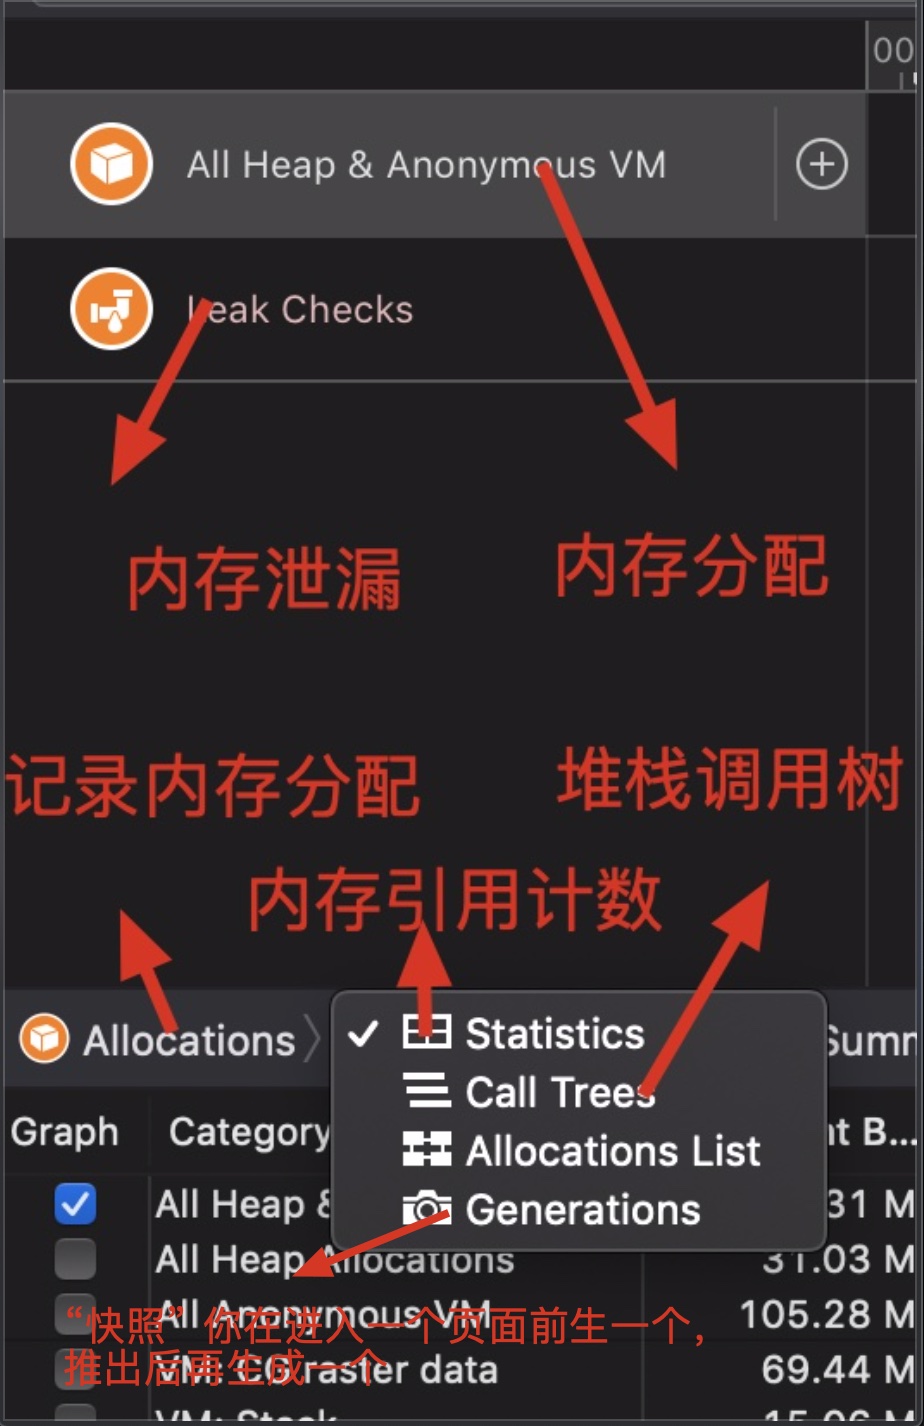 00
All Heap & Anonymous VM
Leak Checks
内存泄漏
内存分配
记录内存分配
堆栈调用树
内存引用计数
Allocations
Statistics
Summ
Call Trees
Graph
Category
nt B...
Allocations List
All Heap &
31 M
Generations
All Heap Allocations
31.03 M
All Anonymous VM
105.28 M
“快照” 你在进入一个页面前生一个，
推出后再生成一个
VM: CG raster data
69.44 M
VM: Stack
15.06 M